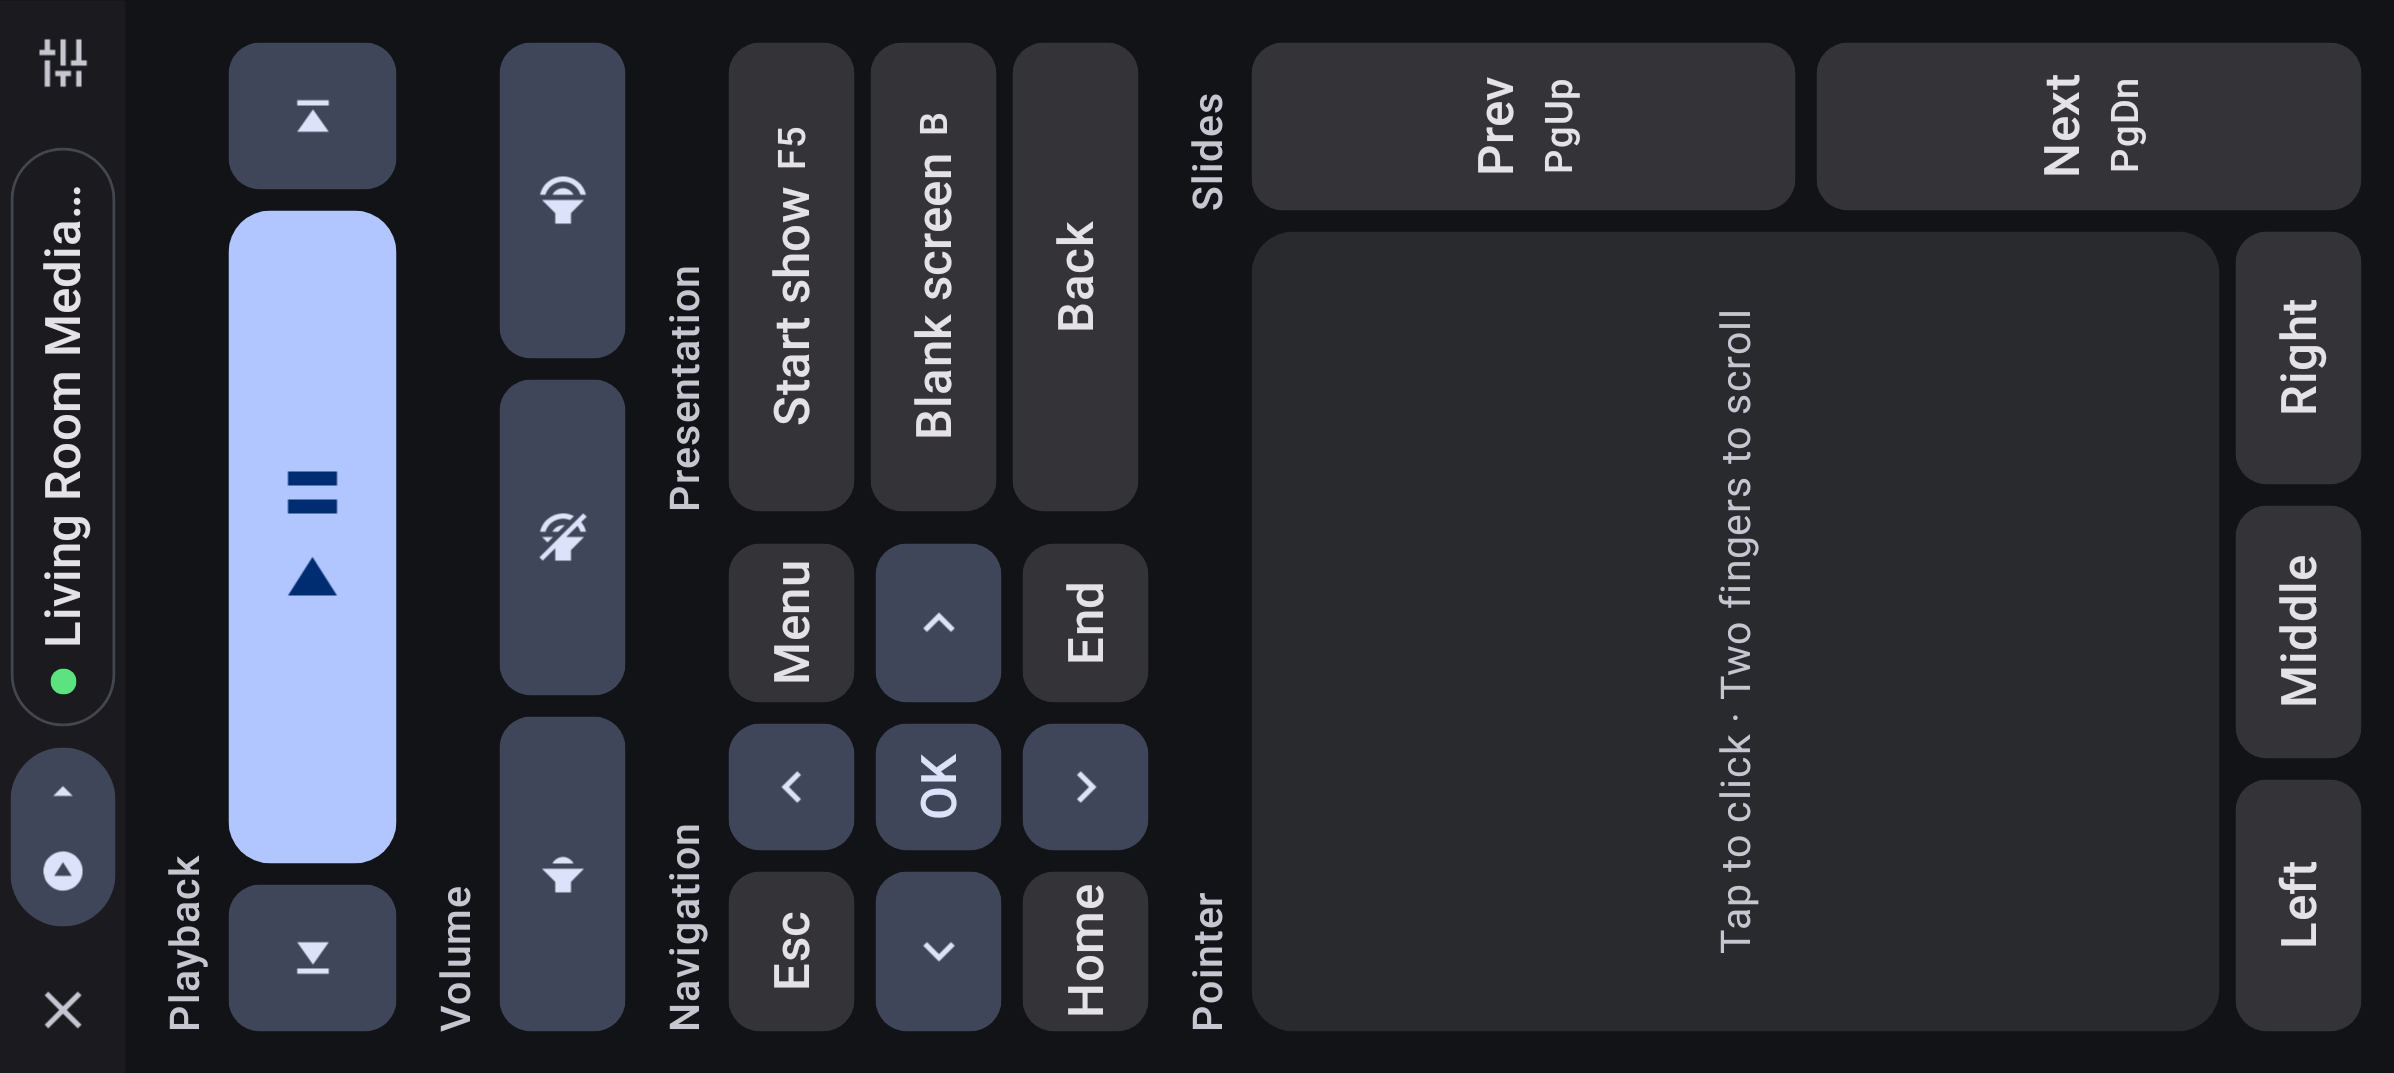 Living Room Media...
Playback
Volume
Navigation
Presentation
Esc
Menu
Start show F5
OK
Blank screen B
Home
End
Back
Pointer
Slides
Tap to click · Two fingers to scroll
Prev
PgUp
Next
PgDn
Left
Middle
Right